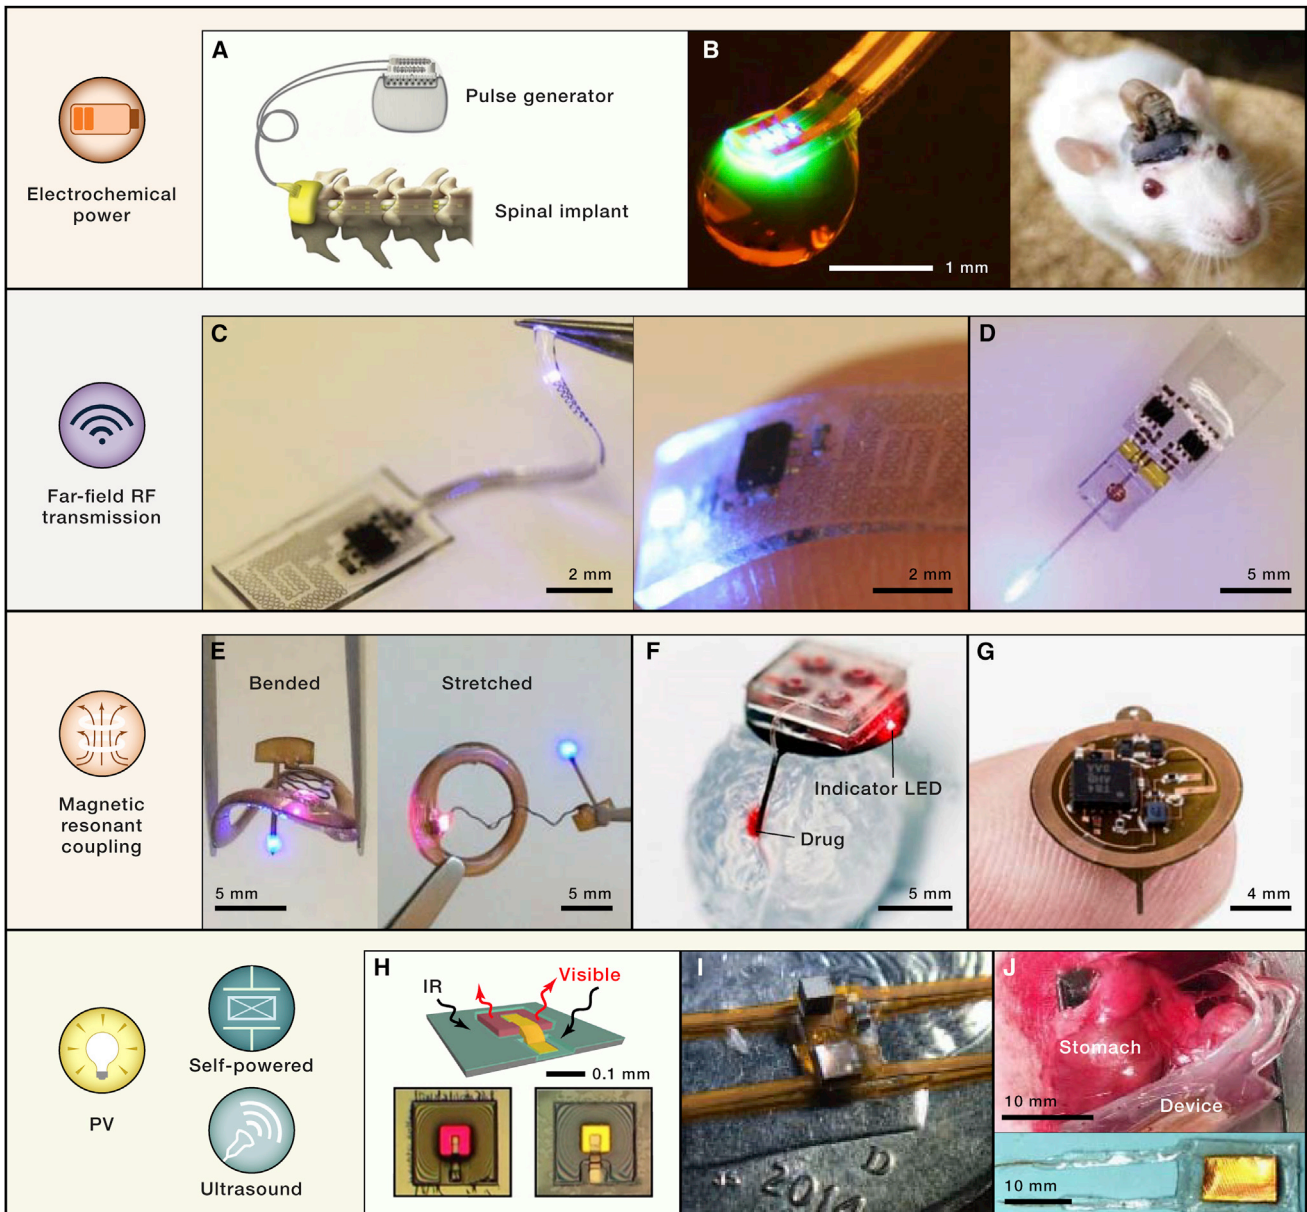 A
Pulse generator
Spinal implant
B
1 mm
Electrochemical
power
C
2 mm
2 mm
D
5 mm
Far-field RF
transmission
E
Bended
Stretched
5 mm
5 mm
F
Indicator LED
Drug
5 mm
G
4 mm
Magnetic
resonant
coupling
PV
Self-powered
Ultrasound
H
IR
Visible
0.1 mm
I
D
J
Stomach
10 mm
Device
10 mm